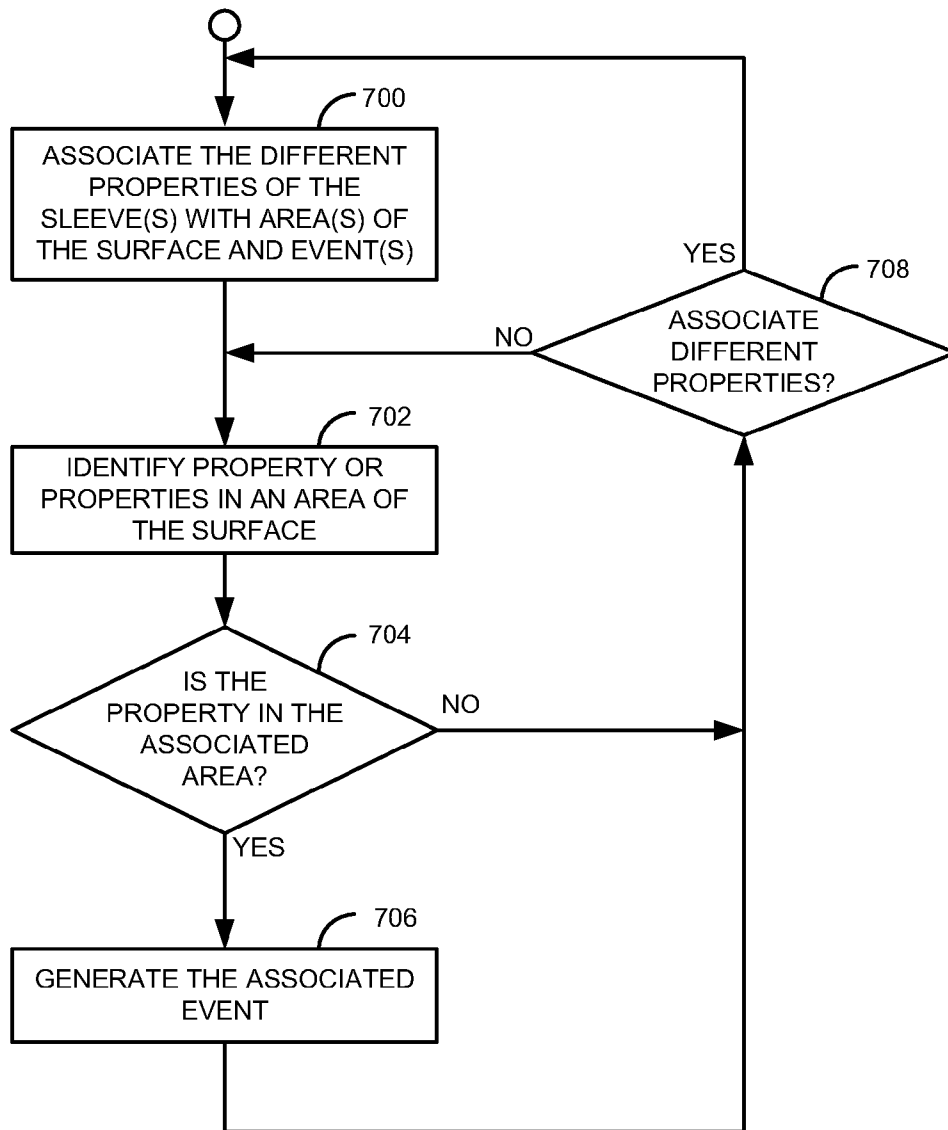 700
ASSOCIATE THE DIFFERENT
PROPERTIES OF THE
SLEEVE(S) WITH AREA(S) OF
THE SURFACE AND EVENT(S)
YES
708
ASSOCIATE
DIFFERENT
PROPERTIES?
NO
702
IDENTIFY PROPERTY OR
PROPERTIES IN AN AREA OF
THE SURFACE
704
IS THE
PROPERTY IN THE
ASSOCIATED
AREA?
NO
YES
706
GENERATE THE ASSOCIATED
EVENT